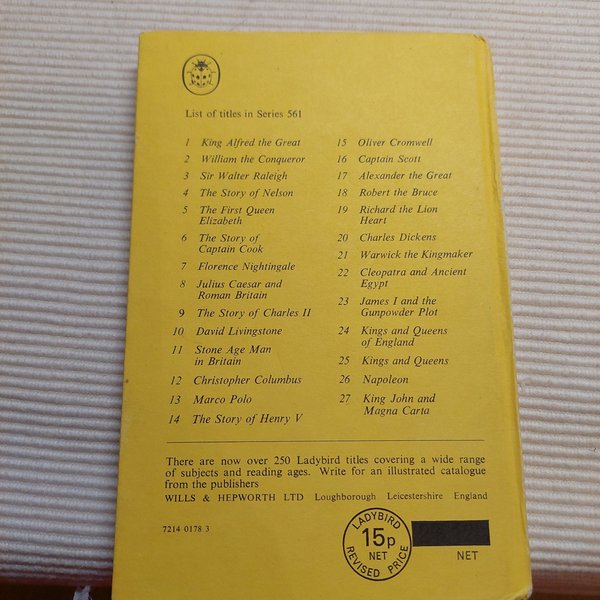 List of titles in Series 561
1 King Alfred the Great
2 William the Conqueror
3 Sir Walter Raleigh
4 The Story of Nelson
5 The First Queen
Elizabeth
6 The Story of
Captain Cook
7 Florence Nightingale
8 Julius Caesar and
Roman Britain
9 The Story of Charles II
10 David Livingstone
11 Stone Age Man
in Britain
12 Christopher Columbus
13 Marco Polo
14 The Story of Henry V
15 Oliver Cromwell
16 Captain Scott
17 Alexander the Great
18 Robert the Bruce
19 Richard the Lion
Heart
20 Charles Dickens
21 Warwick the Kingmaker
22 Cleopatra and Ancient
Egypt
23 James I and the
Gunpowder Plot
24 Kings and Queens
of England
25 Kings and Queens
26 Napoleon
27 King John and
Magna Carta
There are now over 250 Ladybird titles covering a wide range
of subjects and reading ages. Write for an illustrated catalogue
from the publishers
WILLS & HEPWORTH LTD Loughborough Leicestershire England
7214 0178 3
LADYBIRD
15p
NET
REVISED PRICE
NET